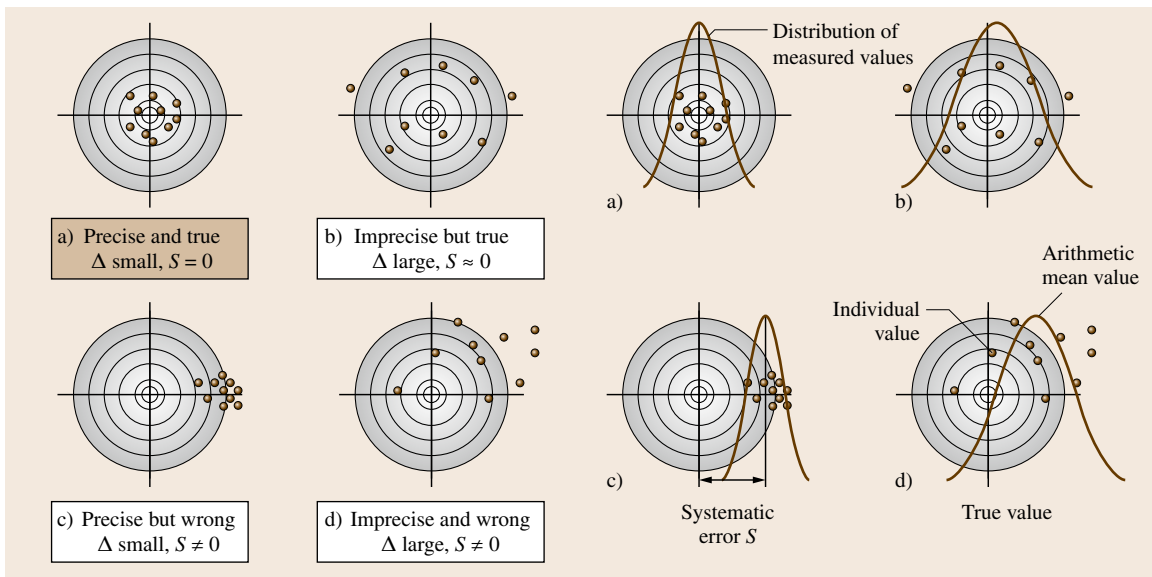 Distribution of
measured values
a)
b)
a) Precise and true
Δ small, S = 0
b) Imprecise but true
Δ large, S ≈ 0
Arithmetic
mean value
Individual
value
c)
d)
c) Precise but wrong
Δ small, S ≠ 0
d) Imprecise and wrong
Δ large, S ≠ 0
Systematic
error S
True value